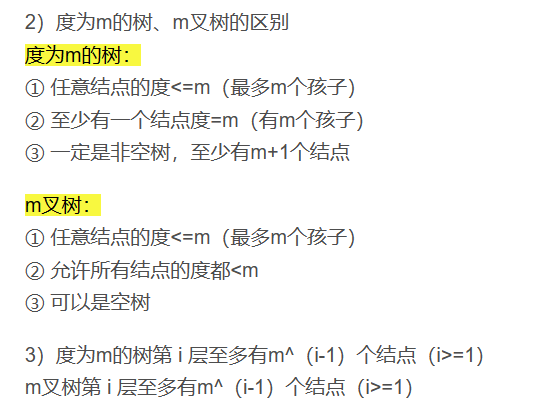 2）度为m的树、m叉树的区别
度为m的树：
① 任意结点的度<=m（最多m个孩子）
② 至少有一个结点度=m（有m个孩子）
③ 一定是非空树，至少有m+1个结点
m叉树：
① 任意结点的度<=m（最多m个孩子）
② 允许所有结点的度都<m
③ 可以是空树
3）度为m的树第 i 层至多有m^（i-1）个结点（i>=1）
m叉树第 i 层至多有m^（i-1）个结点（i>=1）